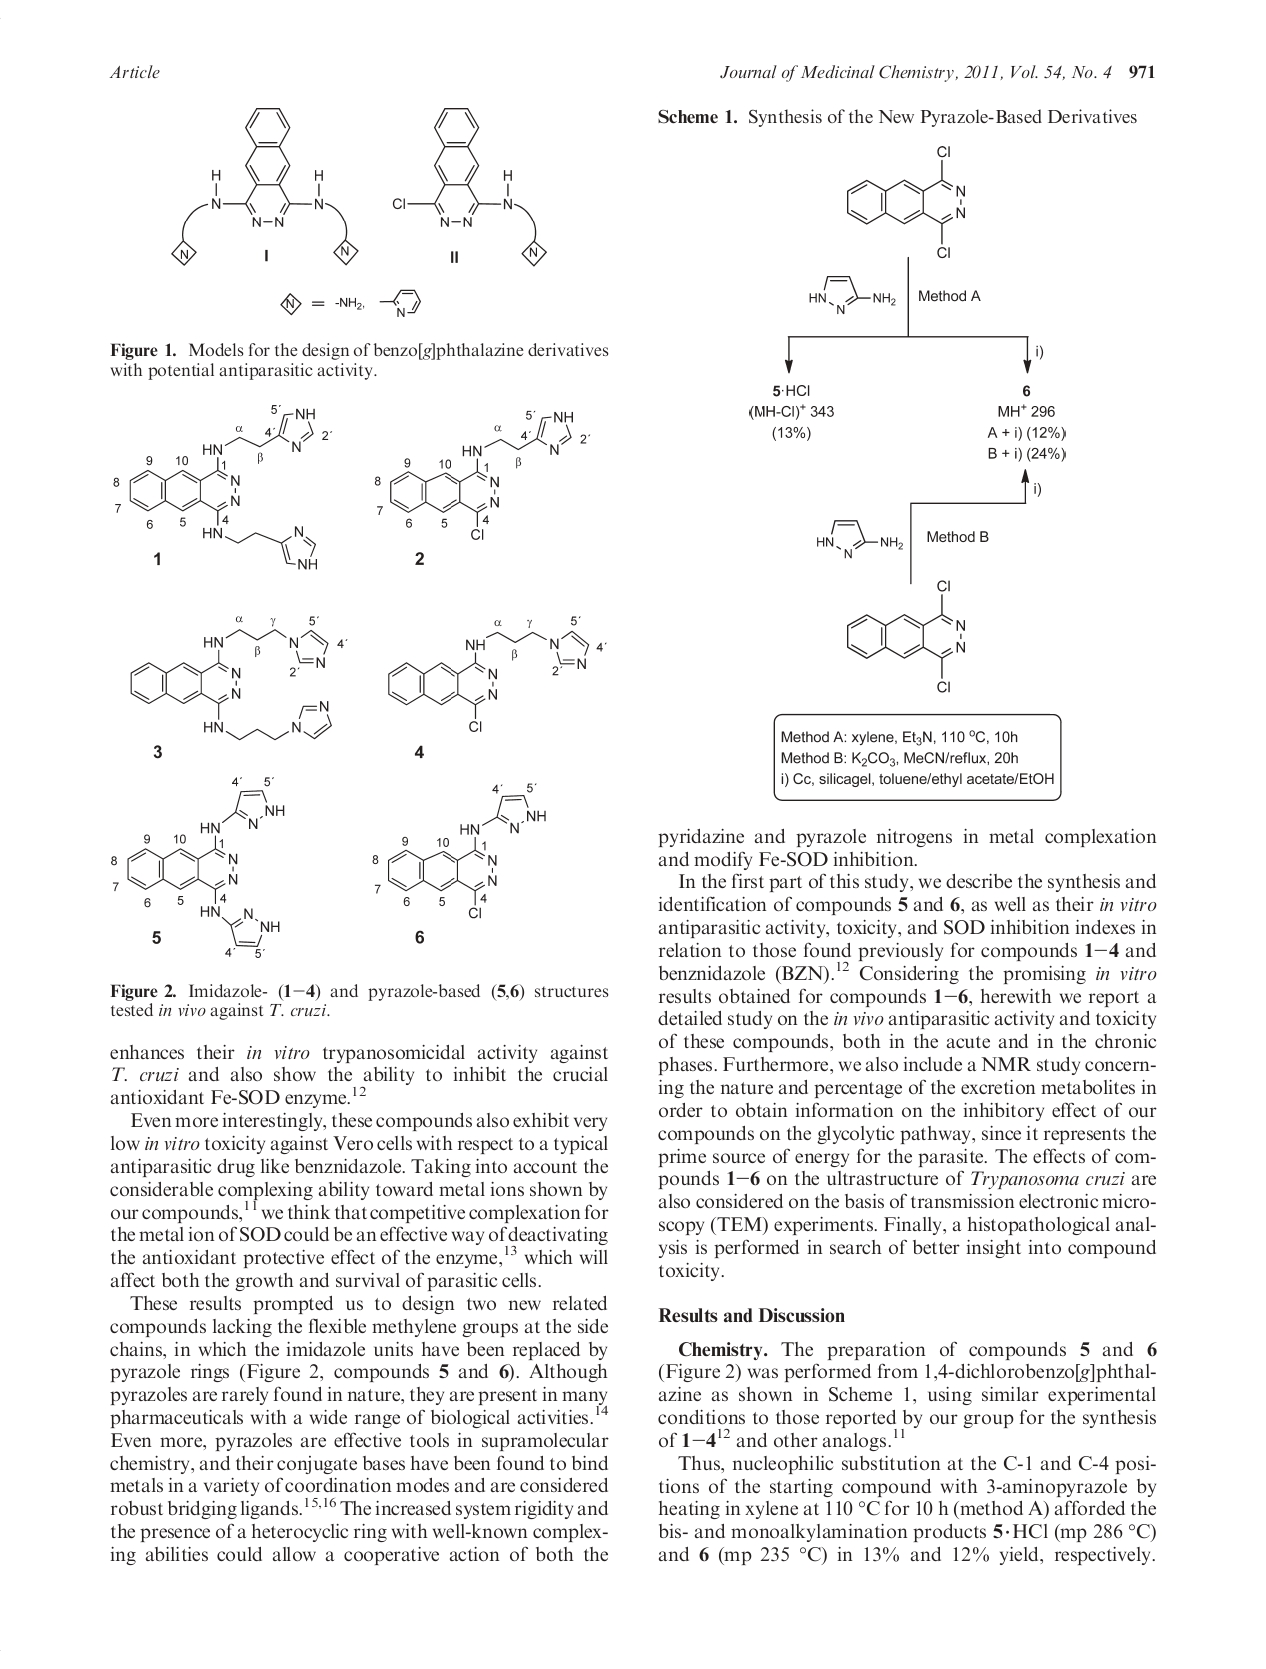 Article
Journal of Medicinal Chemistry, 2011, Vol. 54, No. 4 971
H
N
H
N
N–N
N
N
I
Cl
H
N
N–N
N
II
N = -NH2,
N
Figure 1. Models for the design of benzo[g]phthalazine derivatives
with potential antiparasitic activity.
5´ NH
α 4´ 2´
HN β N
9 10 1
8 N
7 N
6 5 4
HN N
NH
1
5´ NH
α 4´ 2´
HN β N
9 10 1
8 N
7 N
6 5 4
Cl
2
α γ 5´
HN N 4´
β 2´ N
N
N
HN N
N
3
α γ 5´
NH N 4´
β 2´ N
N
N
Cl
4
4´ 5´
NH
HN N
9 10 1
8 N
7 N
6 5 4
HN N
NH
4´ 5´
5
4´ 5´
NH
HN N
9 10 1
8 N
7 N
6 5 4
Cl
6
Figure 2. Imidazole- (1−4) and pyrazole-based (5,6) structures
tested in vivo against T. cruzi.
enhances their in vitro trypanosomicidal activity against
T. cruzi and also show the ability to inhibit the crucial
antioxidant Fe-SOD enzyme.12
Even more interestingly, these compounds also exhibit very
low in vitro toxicity against Vero cells with respect to a typical
antiparasitic drug like benznidazole. Taking into account the
considerable complexing ability toward metal ions shown by
our compounds,11 we think that competitive complexation for
the metal ion of SOD could be an effective way of deactivating
the antioxidant protective effect of the enzyme,13 which will
affect both the growth and survival of parasitic cells.
These results prompted us to design two new related
compounds lacking the flexible methylene groups at the side
chains, in which the imidazole units have been replaced by
pyrazole rings (Figure 2, compounds 5 and 6). Although
pyrazoles are rarely found in nature, they are present in many
pharmaceuticals with a wide range of biological activities.14
Even more, pyrazoles are effective tools in supramolecular
chemistry, and their conjugate bases have been found to bind
metals in a variety of coordination modes and are considered
robust bridging ligands.15,16 The increased system rigidity and
the presence of a heterocyclic ring with well-known complex-
ing abilities could allow a cooperative action of both the
Scheme 1. Synthesis of the New Pyrazole-Based Derivatives
Cl
N
N
Cl
HN N NH2 Method A
i)
5·HCl
(MH-Cl)+ 343
(13%)
6
MH+ 296
A + i) (12%)
B + i) (24%)
i)
HN N NH2 Method B
Cl
N
N
Cl
Method A: xylene, Et3N, 110 ºC, 10h
Method B: K2CO3, MeCN/reflux, 20h
i) Cc, silicagel, toluene/ethyl acetate/EtOH
pyridazine and pyrazole nitrogens in metal complexation
and modify Fe-SOD inhibition.
In the first part of this study, we describe the synthesis and
identification of compounds 5 and 6, as well as their in vitro
antiparasitic activity, toxicity, and SOD inhibition indexes in
relation to those found previously for compounds 1−4 and
benznidazole (BZN).12 Considering the promising in vitro
results obtained for compounds 1−6, herewith we report a
detailed study on the in vivo antiparasitic activity and toxicity
of these compounds, both in the acute and in the chronic
phases. Furthermore, we also include a NMR study concern-
ing the nature and percentage of the excretion metabolites in
order to obtain information on the inhibitory effect of our
compounds on the glycolytic pathway, since it represents the
prime source of energy for the parasite. The effects of com-
pounds 1−6 on the ultrastructure of Trypanosoma cruzi are
also considered on the basis of transmission electronic micro-
scopy (TEM) experiments. Finally, a histopathological anal-
ysis is performed in search of better insight into compound
toxicity.
Results and Discussion
Chemistry. The preparation of compounds 5 and 6
(Figure 2) was performed from 1,4-dichlorobenzo[g]phthal-
azine as shown in Scheme 1, using similar experimental
conditions to those reported by our group for the synthesis
of 1−412 and other analogs.11
Thus, nucleophilic substitution at the C-1 and C-4 posi-
tions of the starting compound with 3-aminopyrazole by
heating in xylene at 110 °C for 10 h (method A) afforded the
bis- and monoalkylamination products 5·HCl (mp 286 °C)
and 6 (mp 235 °C) in 13% and 12% yield, respectively.